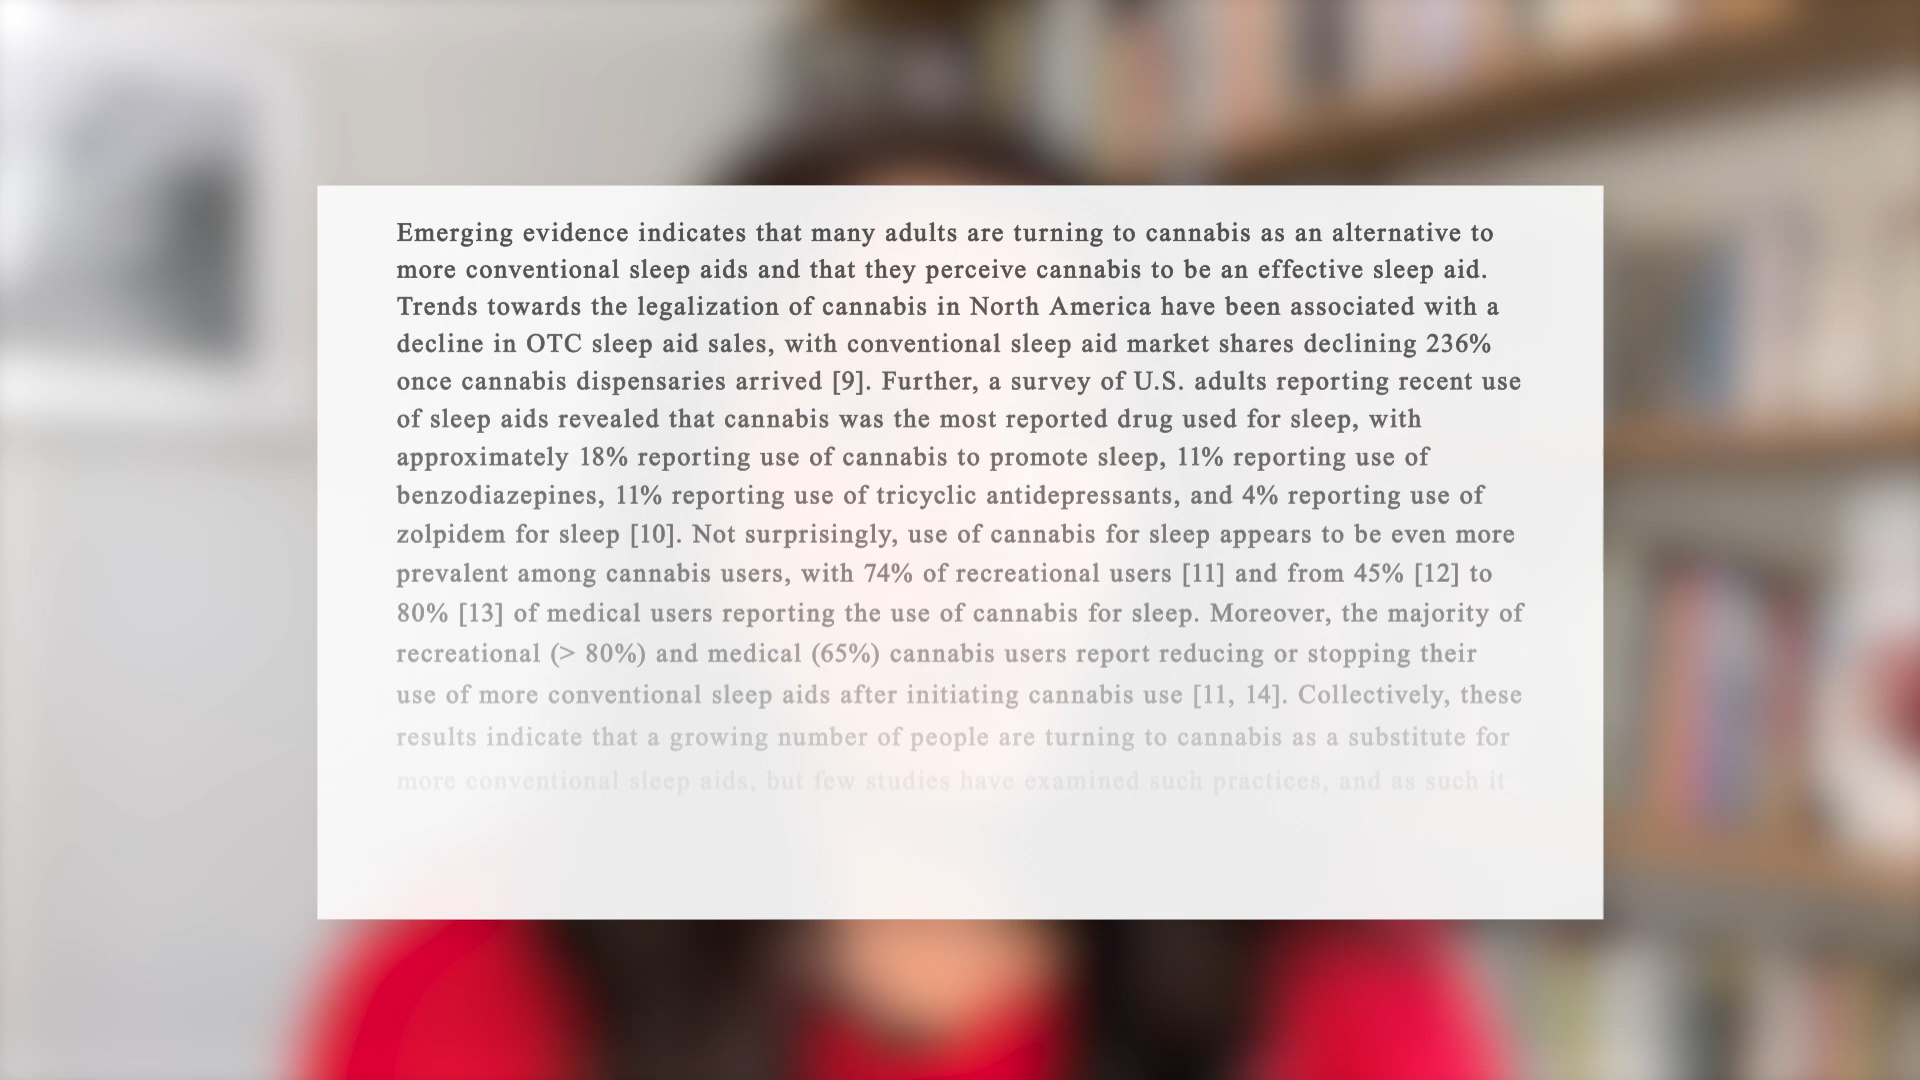 Emerging evidence indicates that many adults are turning to cannabis as an alternative to
more conventional sleep aids and that they perceive cannabis to be an effective sleep aid.
Trends towards the legalization of cannabis in North America have been associated with a
decline in OTC sleep aid sales, with conventional sleep aid market shares declining 236%
once cannabis dispensaries arrived [9]. Further, a survey of U.S. adults reporting recent use
of sleep aids revealed that cannabis was the most reported drug used for sleep, with
approximately 18% reporting use of cannabis to promote sleep, 11% reporting use of
benzodiazepines, 11% reporting use of tricyclic antidepressants, and 4% reporting use of
zolpidem for sleep [10]. Not surprisingly, use of cannabis for sleep appears to be even more
prevalent among cannabis users, with 74% of recreational users [11] and from 45% [12] to
80% [13] of medical users reporting the use of cannabis for sleep. Moreover, the majority of
recreational (> 80%) and medical (65%) cannabis users report reducing or stopping their
use of more conventional sleep aids after initiating cannabis use [11, 14]. Collectively, these
results indicate that a growing number of people are turning to cannabis as a substitute for
more conventional sleep aids, but few studies have examined such practices, and as such it